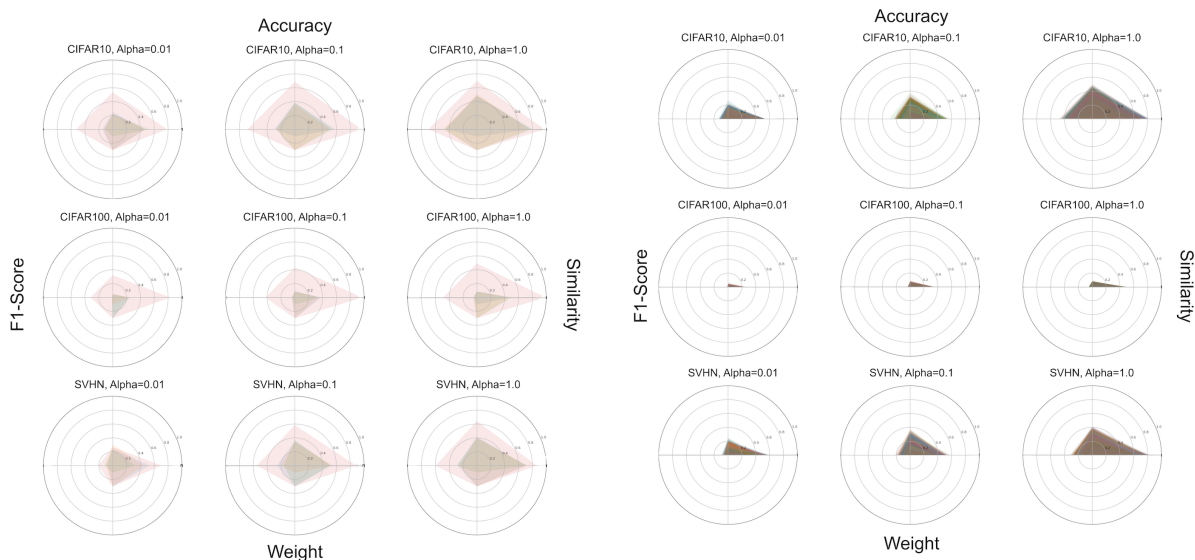 Accuracy
CIFAR10, Alpha=0.01
CIFAR10, Alpha=0.1
CIFAR10, Alpha=1.0
CIFAR100, Alpha=0.01
CIFAR100, Alpha=0.1
CIFAR100, Alpha=1.0
F1-Score
Similarity
SVHN, Alpha=0.01
SVHN, Alpha=0.1
SVHN, Alpha=1.0
Weight
Accuracy
CIFAR10, Alpha=0.01
CIFAR10, Alpha=0.1
CIFAR10, Alpha=1.0
CIFAR100, Alpha=0.01
CIFAR100, Alpha=0.1
CIFAR100, Alpha=1.0
F1-Score
Similarity
SVHN, Alpha=0.01
SVHN, Alpha=0.1
SVHN, Alpha=1.0
Weight